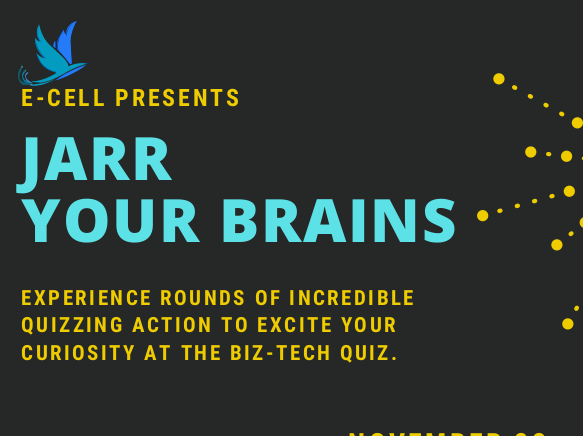 E-CELL PRESENTS
JARR
YOUR BRAINS
EXPERIENCE ROUNDS OF INCREDIBLE
QUIZZING ACTION TO EXCITE YOUR
CURIOSITY AT THE BIZ-TECH QUIZ.
NOVEMBER